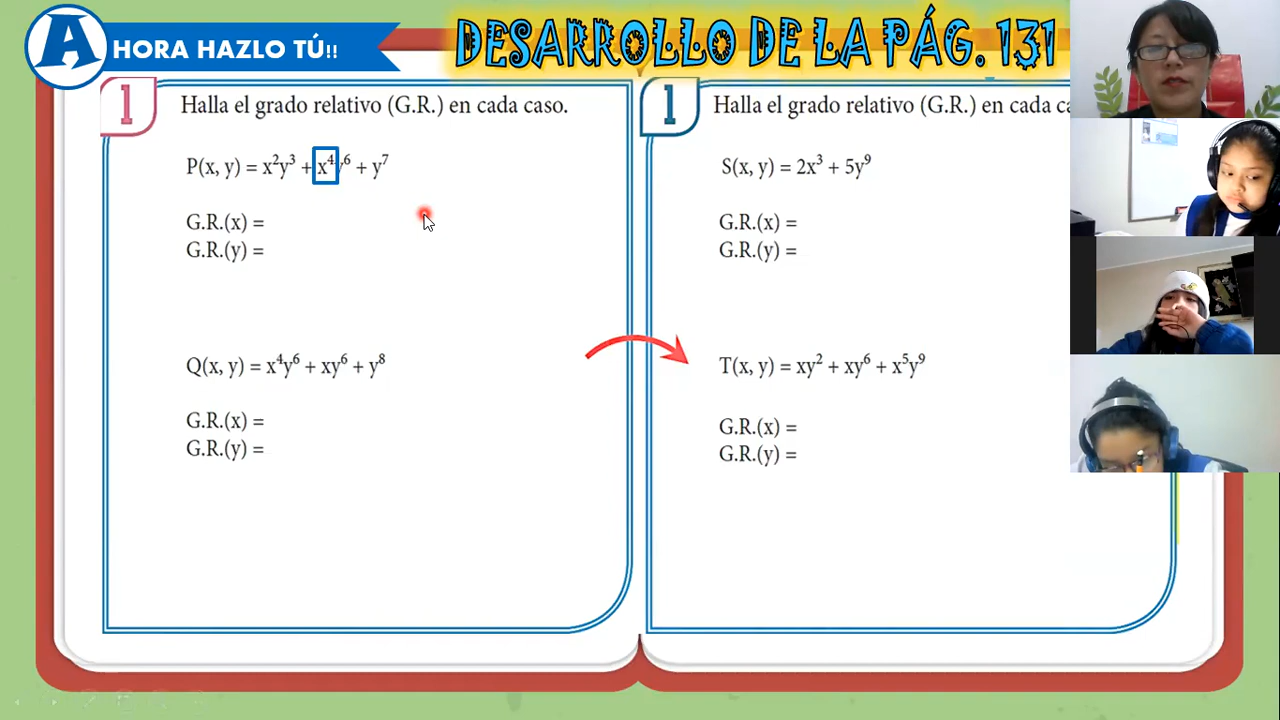 A HORA HAZLO TÚ!!
DESARROLLO DE LA PÁG. 131
1
Halla el grado relativo (G.R.) en cada caso.
P(x, y) = x²y³ + x⁴y⁶ + y⁷
G.R.(x) =
G.R.(y) =
Q(x, y) = x⁴y⁶ + xy⁶ + y⁸
G.R.(x) =
G.R.(y) =
1
Halla el grado relativo (G.R.) en cada ca
S(x, y) = 2x³ + 5y⁹
G.R.(x) =
G.R.(y) =
T(x, y) = xy² + xy⁶ + x⁵y⁹
G.R.(x) =
G.R.(y) =